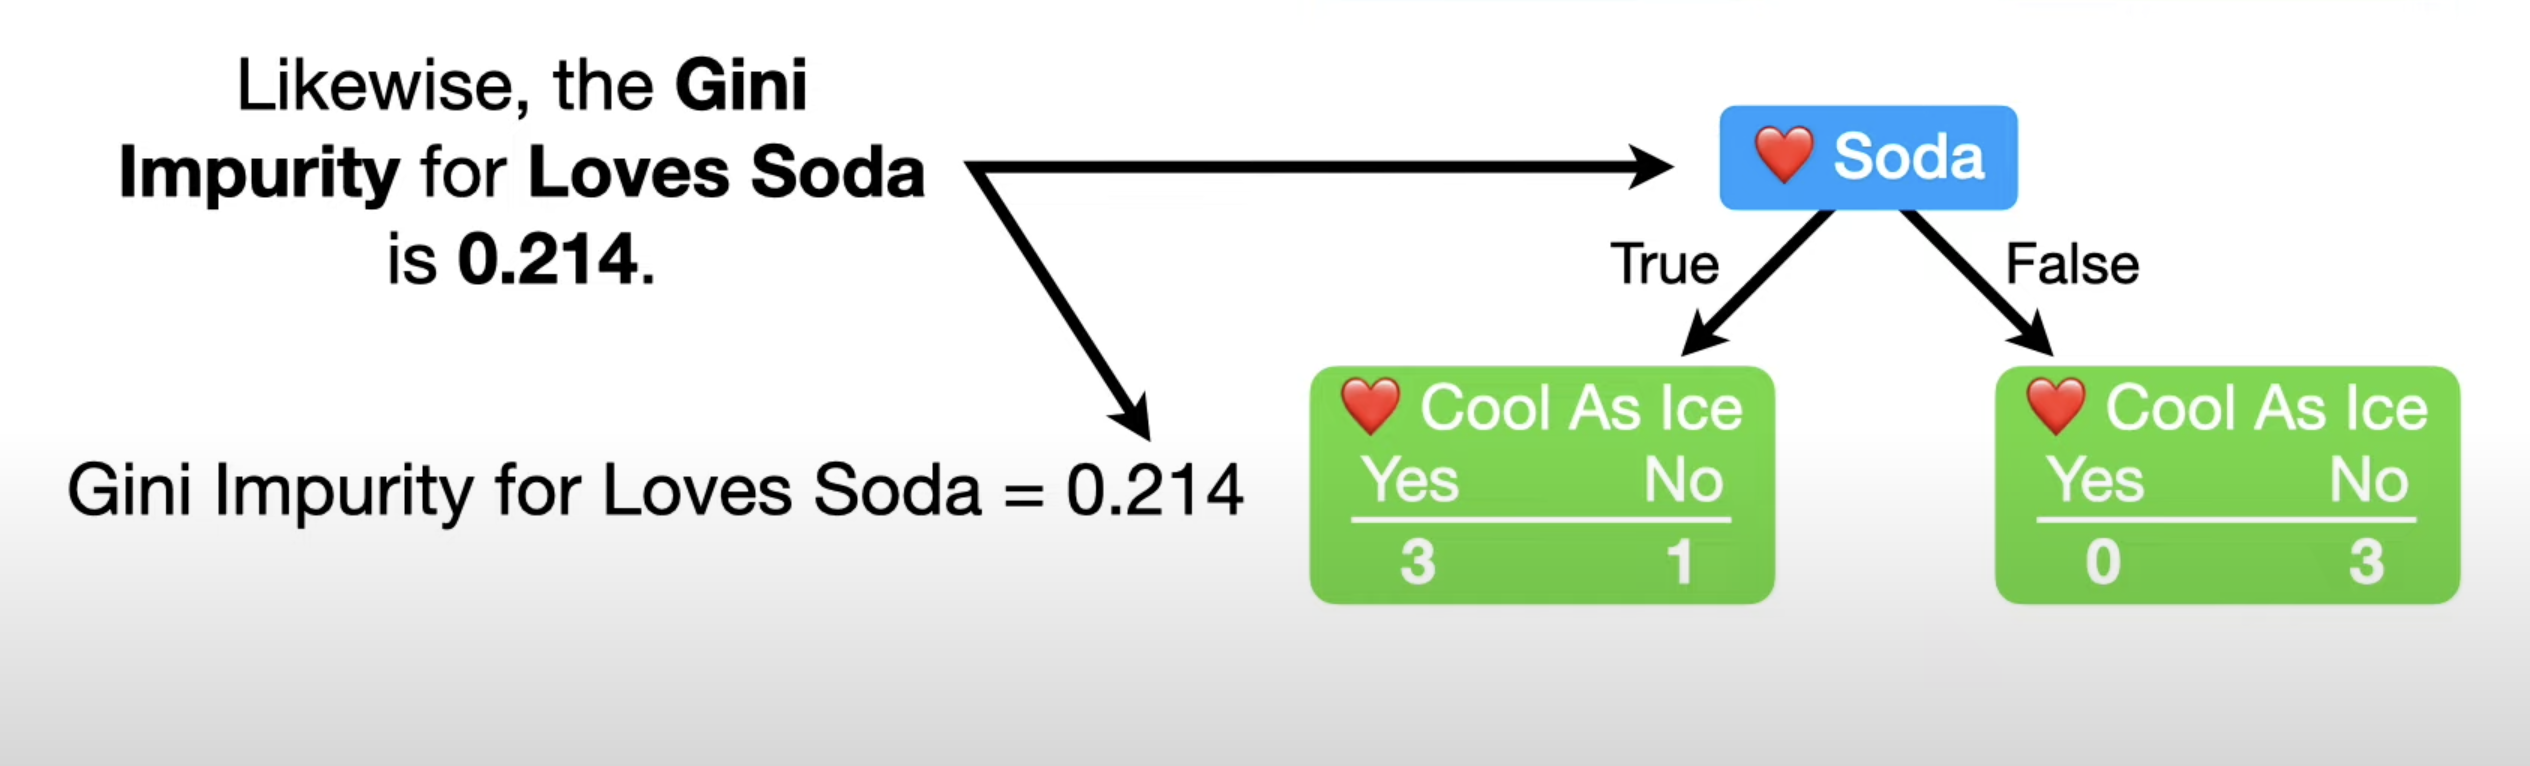 Likewise, the Gini
Impurity for Loves Soda
is 0.214.
Gini Impurity for Loves Soda = 0.214
❤️ Soda
True
False
❤️ Cool As Ice
Yes No
3 1
❤️ Cool As Ice
Yes No
0 3